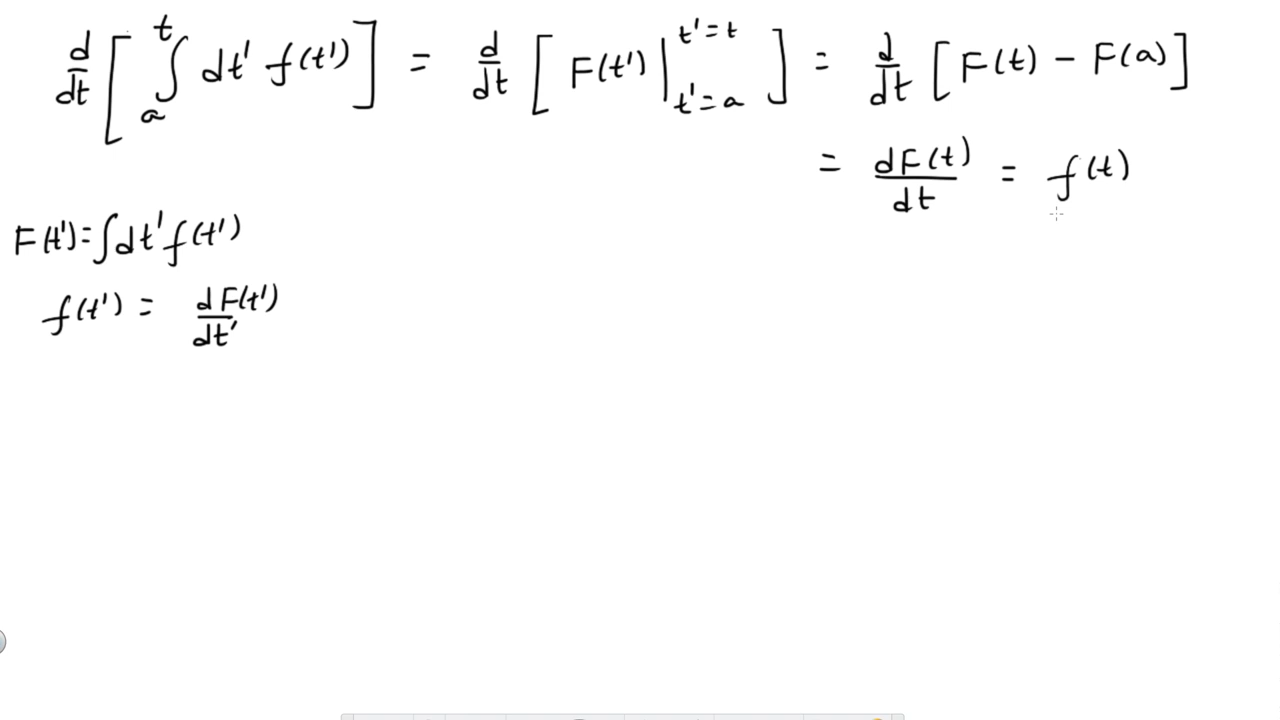 d/dt [ ∫_a^t dt' f(t') ] = d/dt [ F(t') |_{t'=a}^{t'=t} ] = d/dt [ F(t) - F(a) ]
= dF(t)/dt = f(t)
F(t') = ∫ dt' f(t')
f(t') = dF(t')/dt'